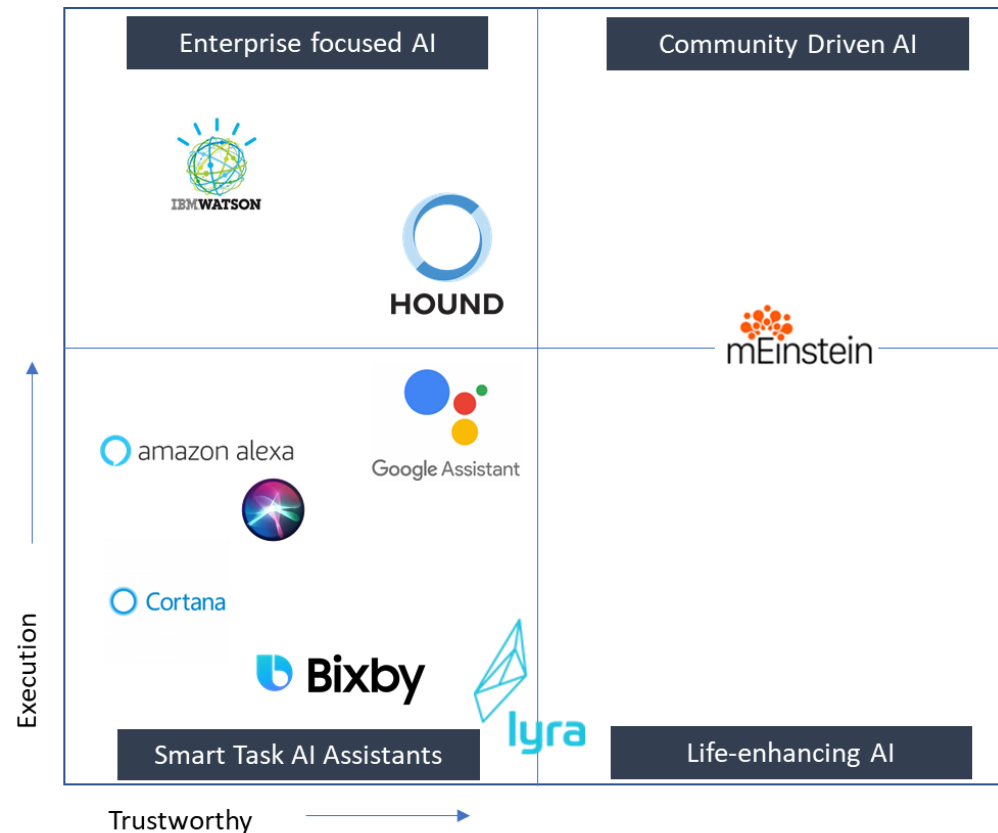 Enterprise focused AI
Community Driven AI
IBMWATSON
HOUND
mEinstein
amazon alexa
Google Assistant
Cortana
Bixby
lyra
Smart Task AI Assistants
Life-enhancing AI
Execution
Trustworthy